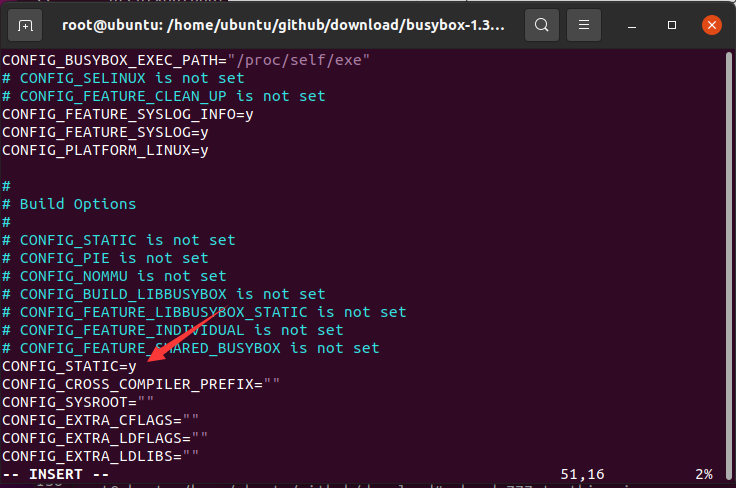 root@ubuntu: /home/ubuntu/github/download/busybox-1.3...
CONFIG_BUSYBOX_EXEC_PATH="/proc/self/exe"
# CONFIG_SELINUX is not set
# CONFIG_FEATURE_CLEAN_UP is not set
CONFIG_FEATURE_SYSLOG_INFO=y
CONFIG_FEATURE_SYSLOG=y
CONFIG_PLATFORM_LINUX=y
#
# Build Options
#
# CONFIG_STATIC is not set
# CONFIG_PIE is not set
# CONFIG_NOMMU is not set
# CONFIG_BUILD_LIBBUSYBOX is not set
# CONFIG_FEATURE_LIBBUSYBOX_STATIC is not set
# CONFIG_FEATURE_INDIVIDUAL is not set
# CONFIG_FEATURE_SHARED_BUSYBOX is not set
CONFIG_STATIC=y
CONFIG_CROSS_COMPILER_PREFIX=""
CONFIG_SYSROOT=""
CONFIG_EXTRA_CFLAGS=""
CONFIG_EXTRA_LDFLAGS=""
CONFIG_EXTRA_LDLIBS=""
-- INSERT -- 51,16 2%